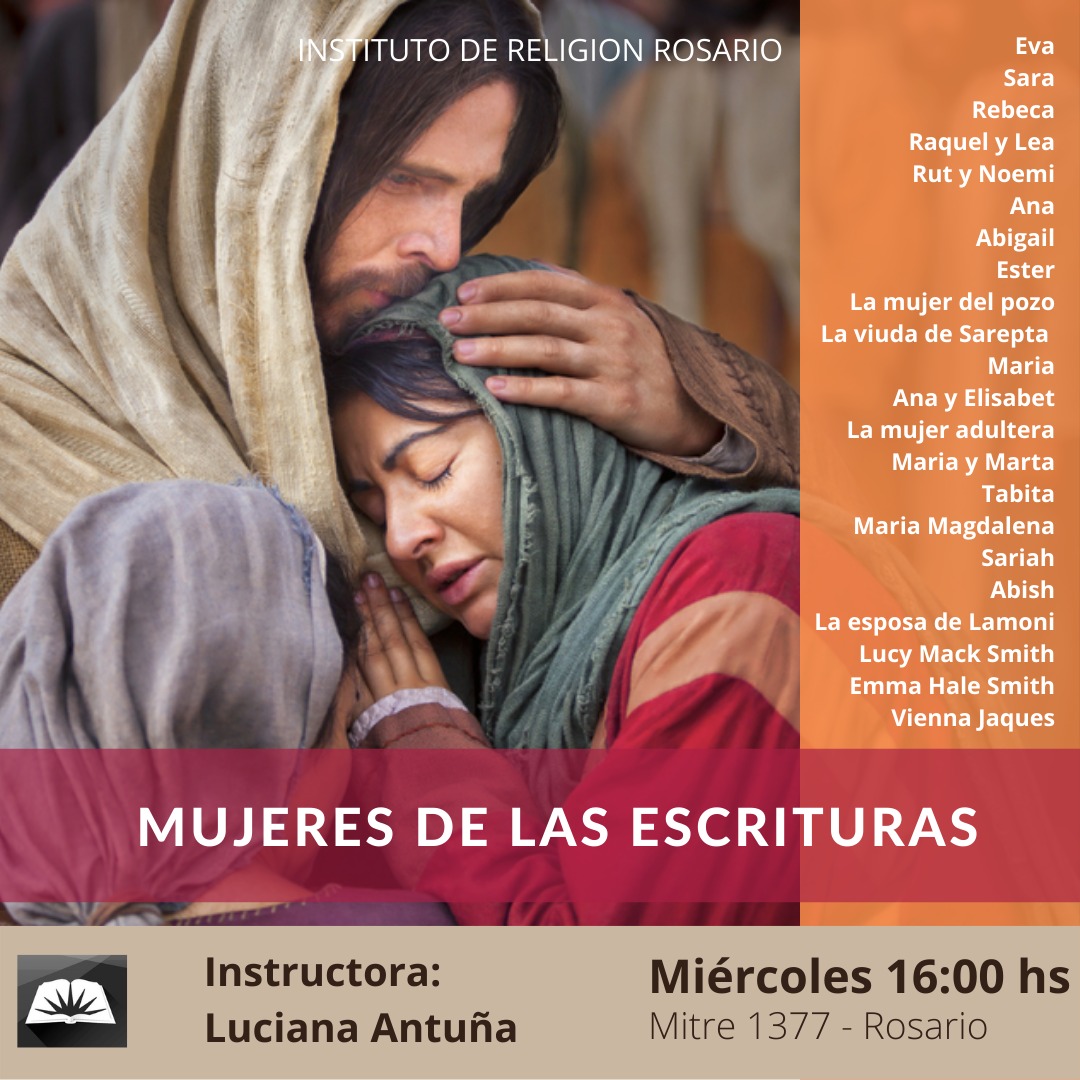 INSTITUTO DE RELIGION ROSARIO
Eva
Sara
Rebeca
Raquel y Lea
Rut y Noemi
Ana
Abigail
Ester
La mujer del pozo
La viuda de Sarepta
Maria
Ana y Elisabet
La mujer adultera
Maria y Marta
Tabita
Maria Magdalena
Sariah
Abish
La esposa de Lamoni
Lucy Mack Smith
Emma Hale Smith
Vienna Jaques
MUJERES DE LAS ESCRITURAS
Instructora:
Luciana Antuña
Miércoles 16:00 hs
Mitre 1377 - Rosario